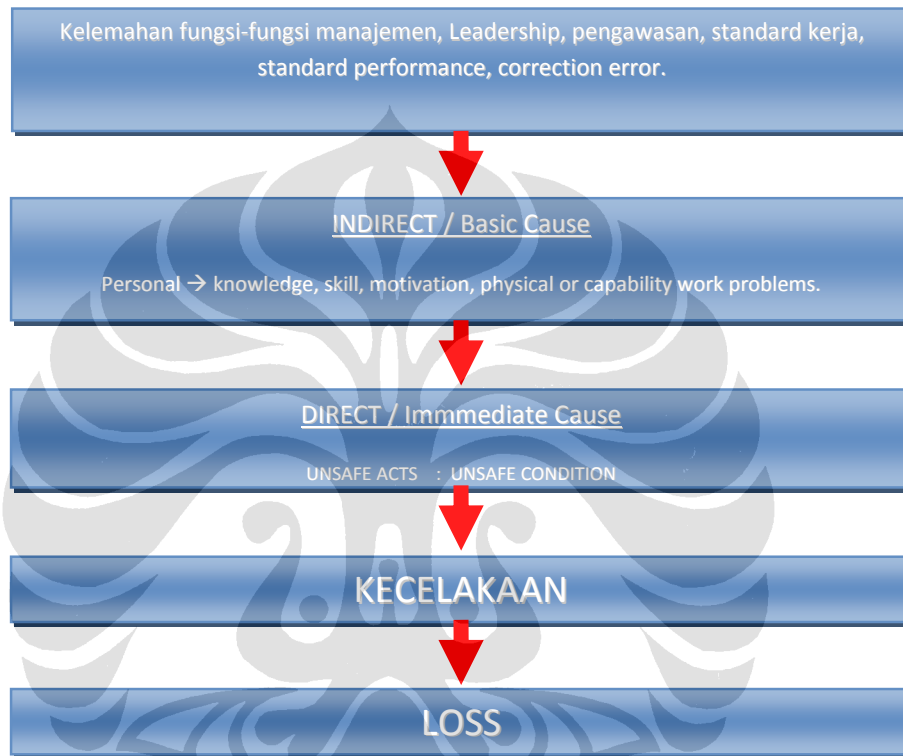 Kelemahan fungsi-fungsi manajemen, Leadership, pengawasan, standard kerja,
standard performance, correction error.
INDIRECT / Basic Cause
Personal → knowledge, skill, motivation, physical or capability work problems.
DIRECT / Immmediate Cause
UNSAFE ACTS : UNSAFE CONDITION
KECELAKAAN
LOSS